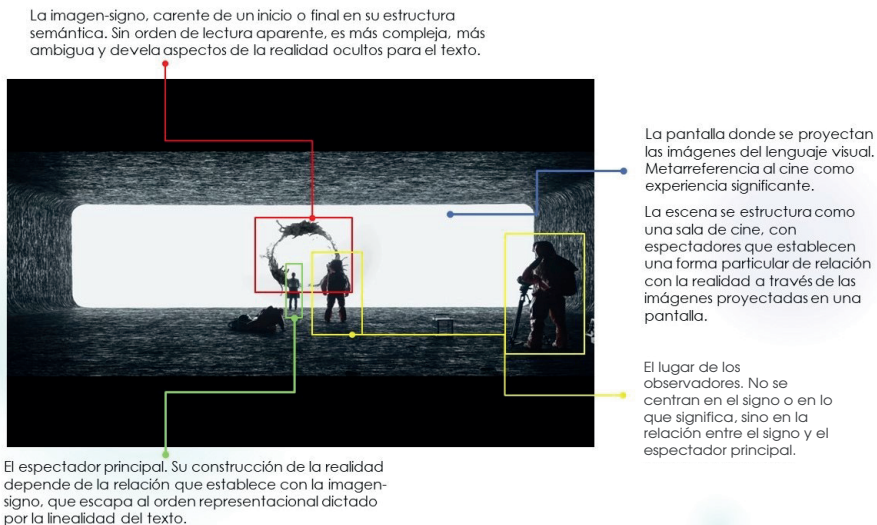 La imagen-signo, carente de un inicio o final en su estructura
semántica. Sin orden de lectura aparente, es más compleja, más
ambigua y devela aspectos de la realidad ocultos para el texto.
La pantalla donde se proyectan
las imágenes del lenguaje visual.
Metarreferencia al cine como
experiencia significante.
La escena se estructura como
una sala de cine, con
espectadores que establecen
una forma particular de relación
con la realidad a través de las
imágenes proyectadas en una
pantalla.
El lugar de los
observadores. No se
centran en el signo o en lo
que significa, sino en la
relación entre el signo y el
espectador principal.
El espectador principal. Su construcción de la realidad
depende de la relación que establece con la imagen-
signo, que escapa al orden representacional dictado
por la linealidad del texto.